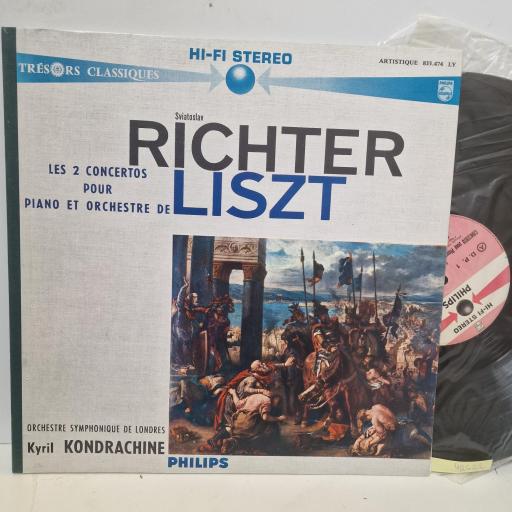 HI-FI STEREO
TRÉSORS CLASSIQUES
ARTISTIQUE 835.474 LY
PHILIPS
Sviatoslav
RICHTER
LES 2 CONCERTOS
POUR
PIANO ET ORCHESTRE DE
LISZT
ORCHESTRE SYMPHONIQUE DE LONDRES
Kyril KONDRACHINE
PHILIPS
HI-FI STEREO
PHILIPS